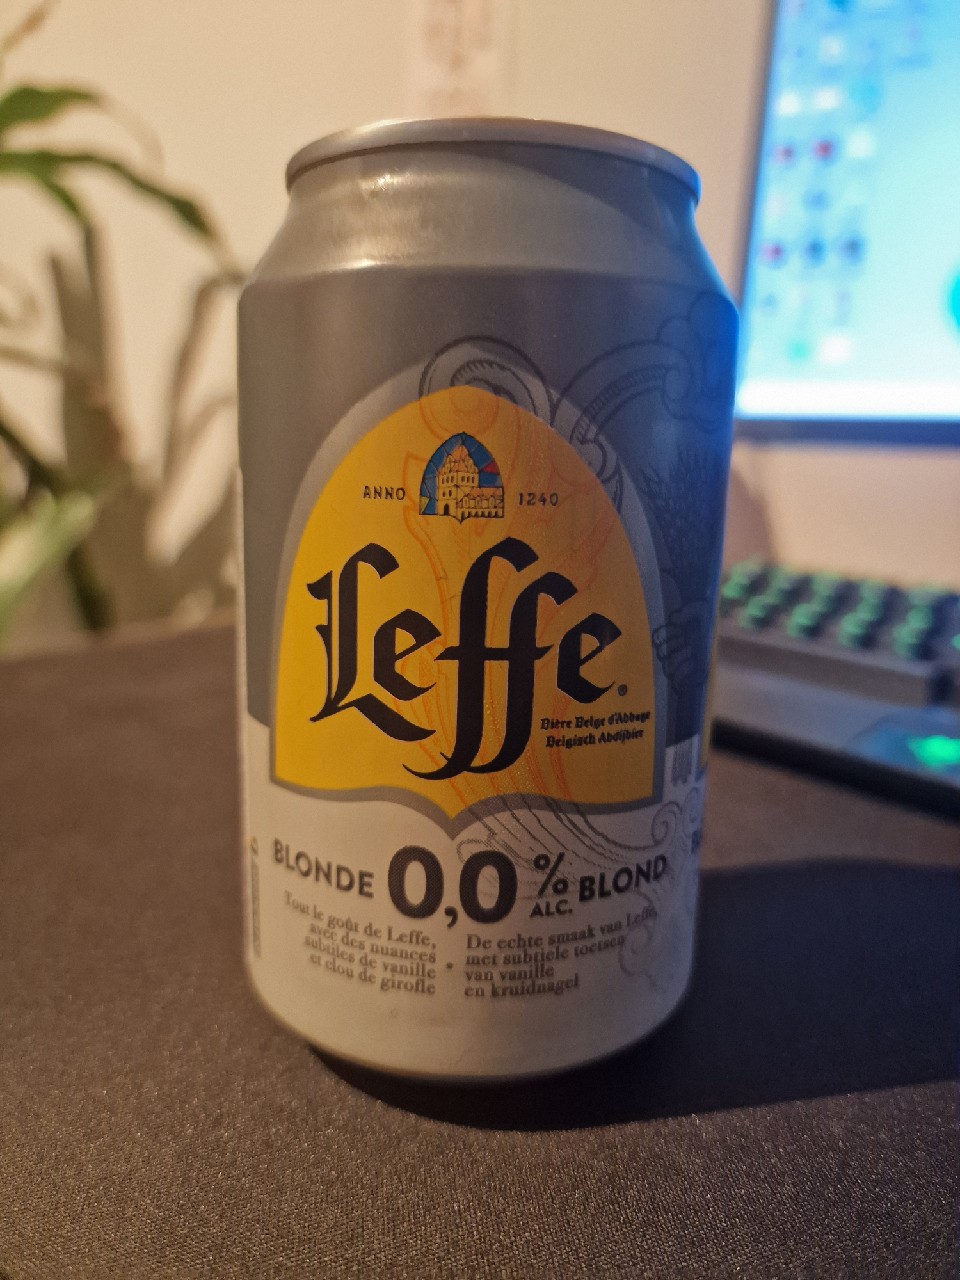 ANNO 1240
Leffe®
Bière Belge d'Abbaye
Belgisch Abdijbier
BLONDE 0,0% ALC. BLOND
Tout le goût de Leffe,
avec des nuances
subtiles de vanille
et clou de girofle
•
De echte smaak van Leffe,
met subtiele toetsen
van vanille
en kruidnagel